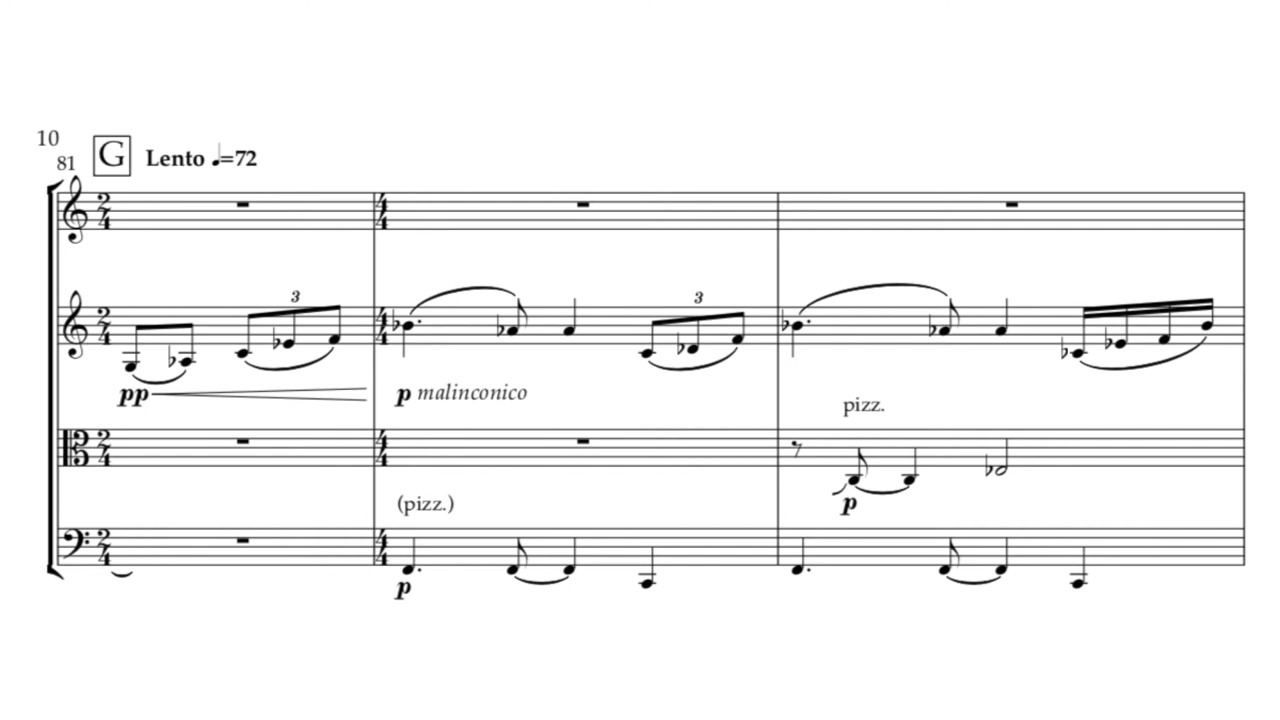 10
81 G Lento ♩=72
3 3
pp p malinconico
pizz.
p
(pizz.)
p